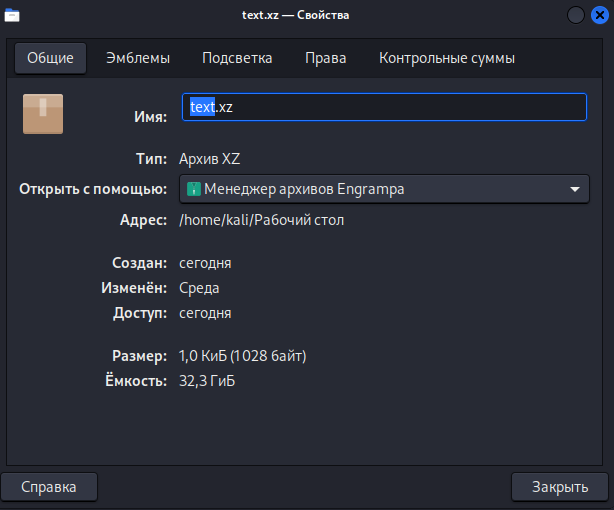 text.xz — Свойства
Общие Эмблемы Подсветка Права Контрольные суммы
Имя: text.xz
Тип: Архив XZ
Открыть с помощью: Менеджер архивов Engrampa
Адрес: /home/kali/Рабочий стол
Создан: сегодня
Изменён: Среда
Доступ: сегодня
Размер: 1,0 КиБ (1 028 байт)
Ёмкость: 32,3 ГиБ
Справка Закрыть